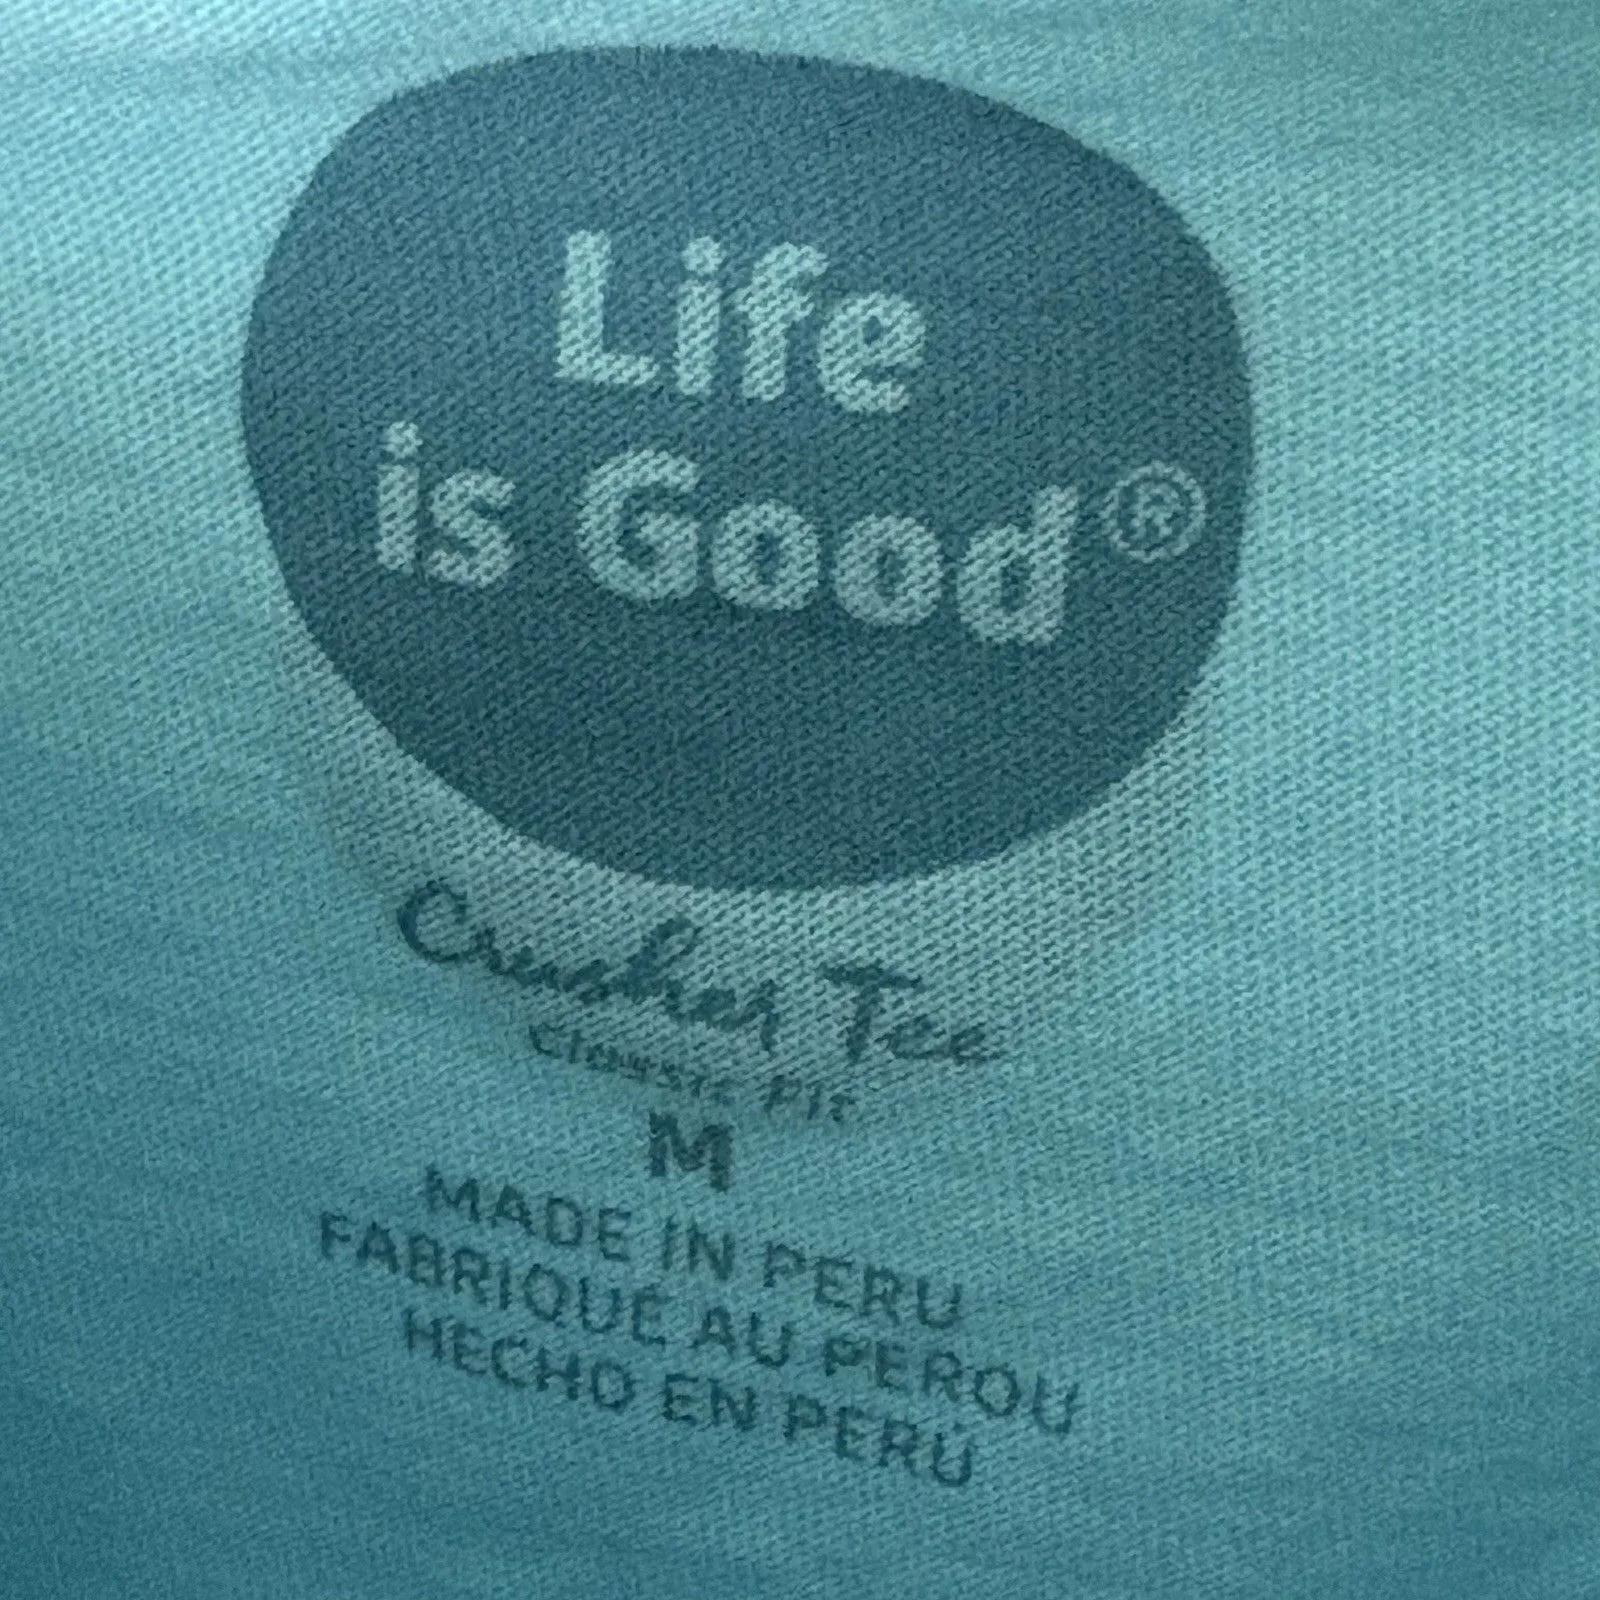 Life
is Good®
Crusher Tee
Classic Fit
M
MADE IN PERU
FABRIQUÉ AU PEROU
HECHO EN PERÚ